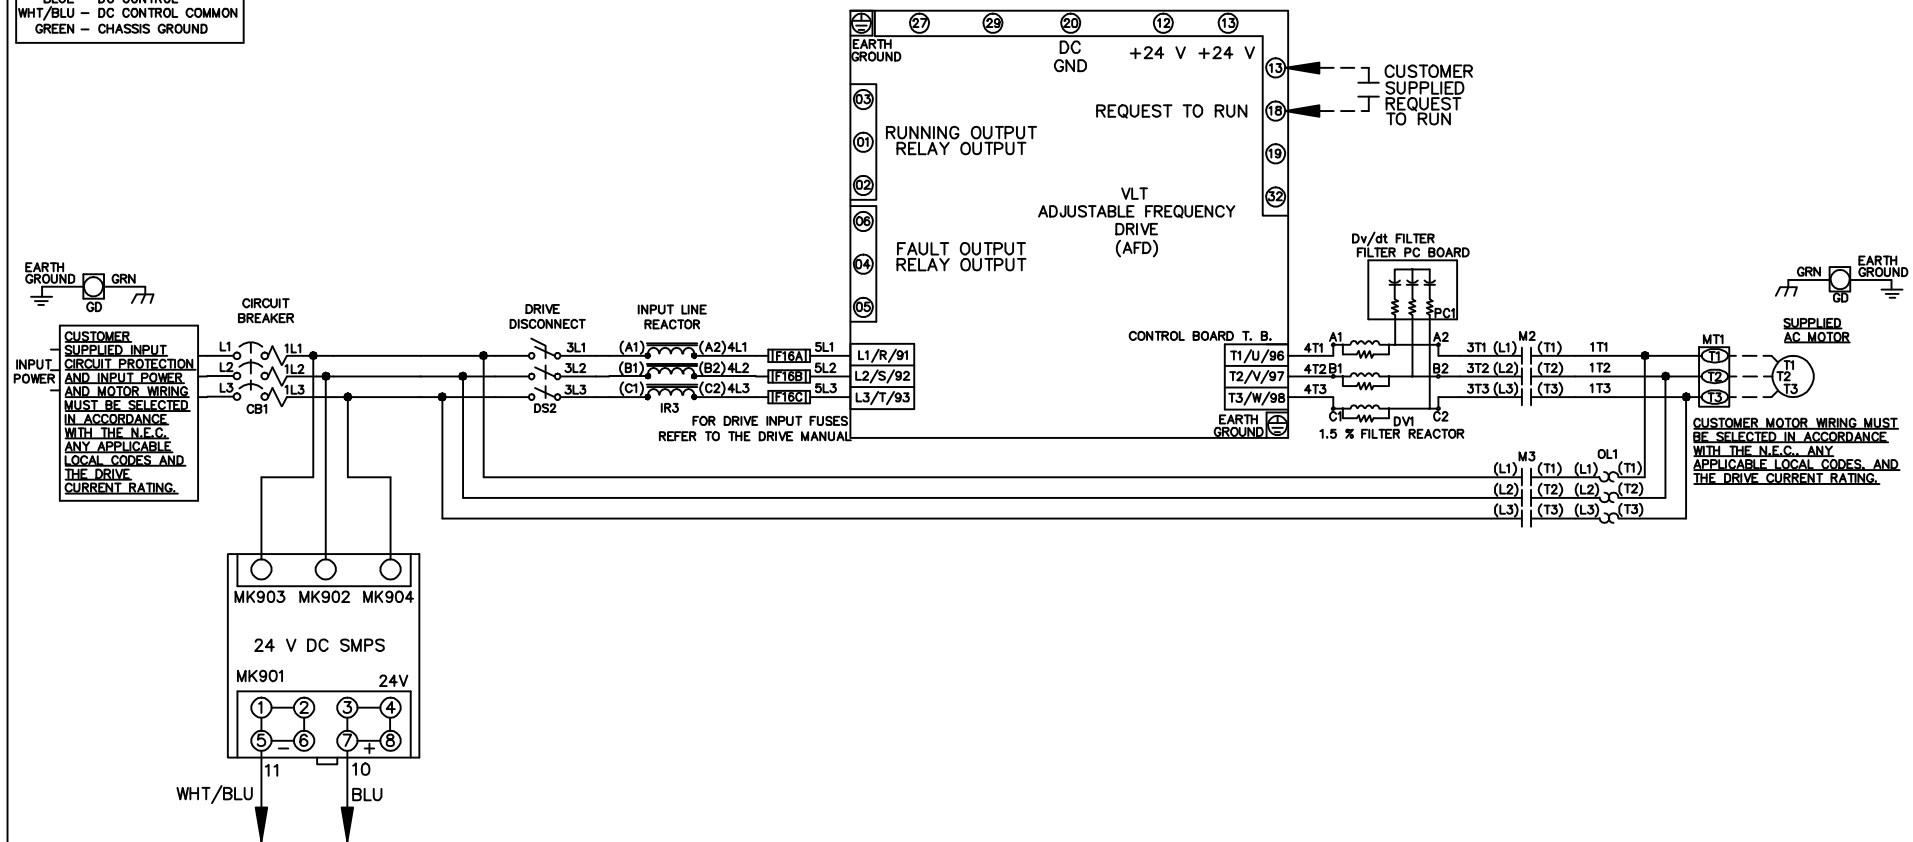 WHT/BLU – DC CONTROL COMMON
GREEN – CHASSIS GROUND
27 29 20 12 13
EARTH
GROUND
DC
GND
+24 V +24 V
13
18
19
32
REQUEST TO RUN
CUSTOMER
SUPPLIED
REQUEST
TO RUN
03
01
02
RUNNING OUTPUT
RELAY OUTPUT
06
04
05
FAULT OUTPUT
RELAY OUTPUT
VLT
ADJUSTABLE FREQUENCY
DRIVE
(AFD)
EARTH
GROUND
GRN
GD
INPUT
POWER
CUSTOMER
SUPPLIED INPUT
CIRCUIT PROTECTION
AND INPUT POWER
AND MOTOR WIRING
MUST BE SELECTED
IN ACCORDANCE
WITH THE N.E.C.
ANY APPLICABLE
LOCAL CODES AND
THE DRIVE
CURRENT RATING.
CIRCUIT
BREAKER
L1 1L1
L2 1L2
L3 1L3
CB1
DRIVE
DISCONNECT
3L1
3L2
3L3
DS2
INPUT LINE
REACTOR
(A1) (A2) 4L1
(B1) (B2) 4L2
(C1) (C2) 4L3
IR3
F16A 5L1
F16B 5L2
F16C 5L3
L1/R/91
L2/S/92
L3/T/93
FOR DRIVE INPUT FUSES
REFER TO THE DRIVE MANUAL
CONTROL BOARD T. B.
T1/U/96
T2/V/97
T3/W/98
EARTH
GROUND
Dv/dt FILTER
FILTER PC BOARD
PC1
4T1 A1 A2
4T2 B1 B2
4T3 C1 C2
DV1
1.5 % FILTER REACTOR
M2
3T1 (L1) (T1) 1T1
3T2 (L2) (T2) 1T2
3T3 (L3) (T3) 1T3
M3 OL1
(L1) (T1) (L1) (T1)
(L2) (T2) (L2) (T2)
(L3) (T3) (L3) (T3)
GRN
EARTH
GROUND
GD
SUPPLIED
AC MOTOR
MT1
T1
T2
T3
T1
T2
T3
CUSTOMER MOTOR WIRING MUST
BE SELECTED IN ACCORDANCE
WITH THE N.E.C., ANY
APPLICABLE LOCAL CODES, AND
THE DRIVE CURRENT RATING.
MK903 MK902 MK904
24 V DC SMPS
MK901
24V
1 2 3 4
5 – 6 7 + 8
11 10
WHT/BLU BLU